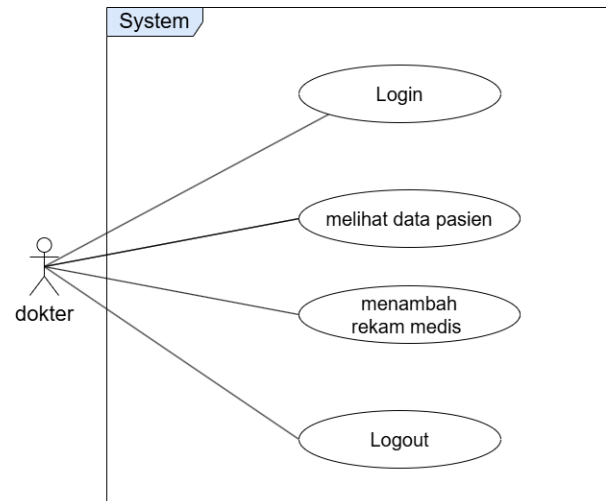 System
Login
melihat data pasien
dokter
menambah
rekam medis
Logout